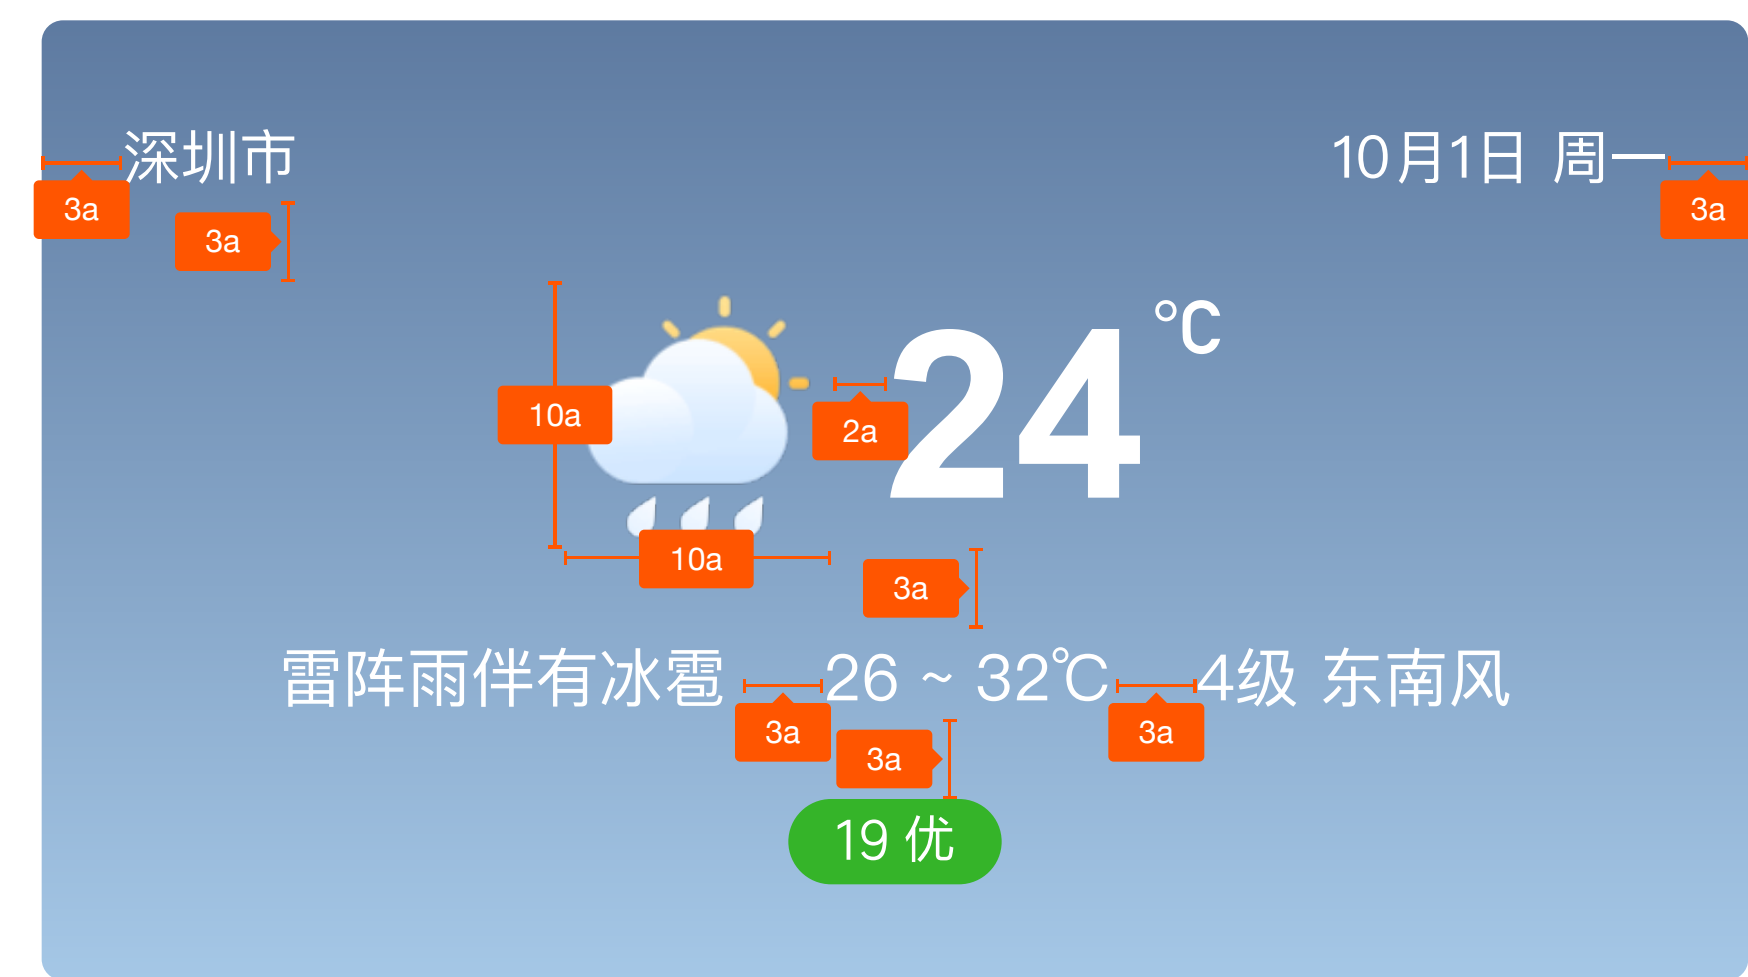 深圳市 10月1日 周一
3a 3a
3a
24 ℃
10a 2a
10a
3a
雷阵雨伴有冰雹 26 ~ 32℃ 4级 东南风
3a 3a
3a
19 优